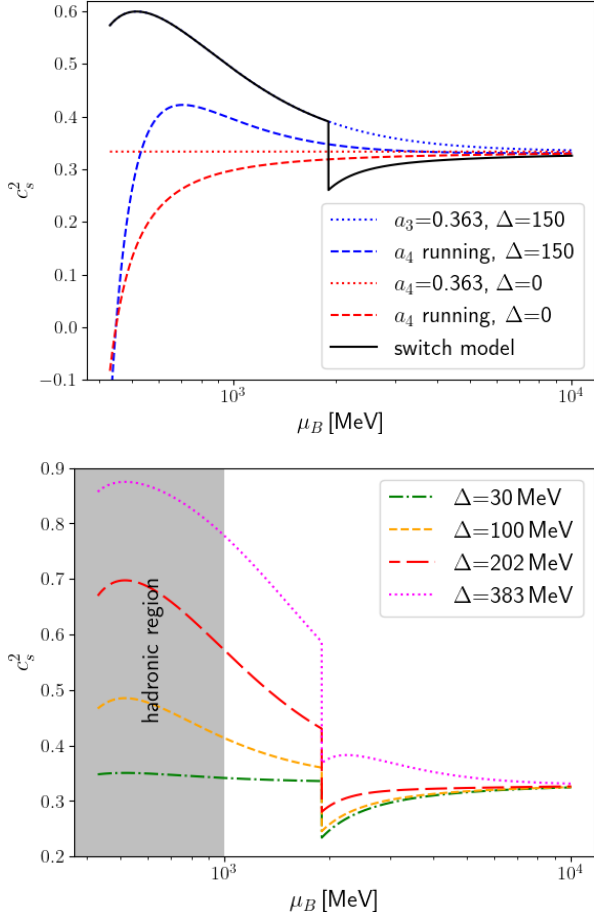 0.6
0.5
0.4
0.3
0.2
0.1
0.0
−0.1
c_s^2
a_3=0.363, Δ=150
a_4 running, Δ=150
a_4=0.363, Δ=0
a_4 running, Δ=0
switch model
10^3
10^4
μ_B [MeV]
0.9
0.8
0.7
0.6
0.5
0.4
0.3
0.2
c_s^2
hadronic region
Δ=30 MeV
Δ=100 MeV
Δ=202 MeV
Δ=383 MeV
10^3
10^4
μ_B [MeV]